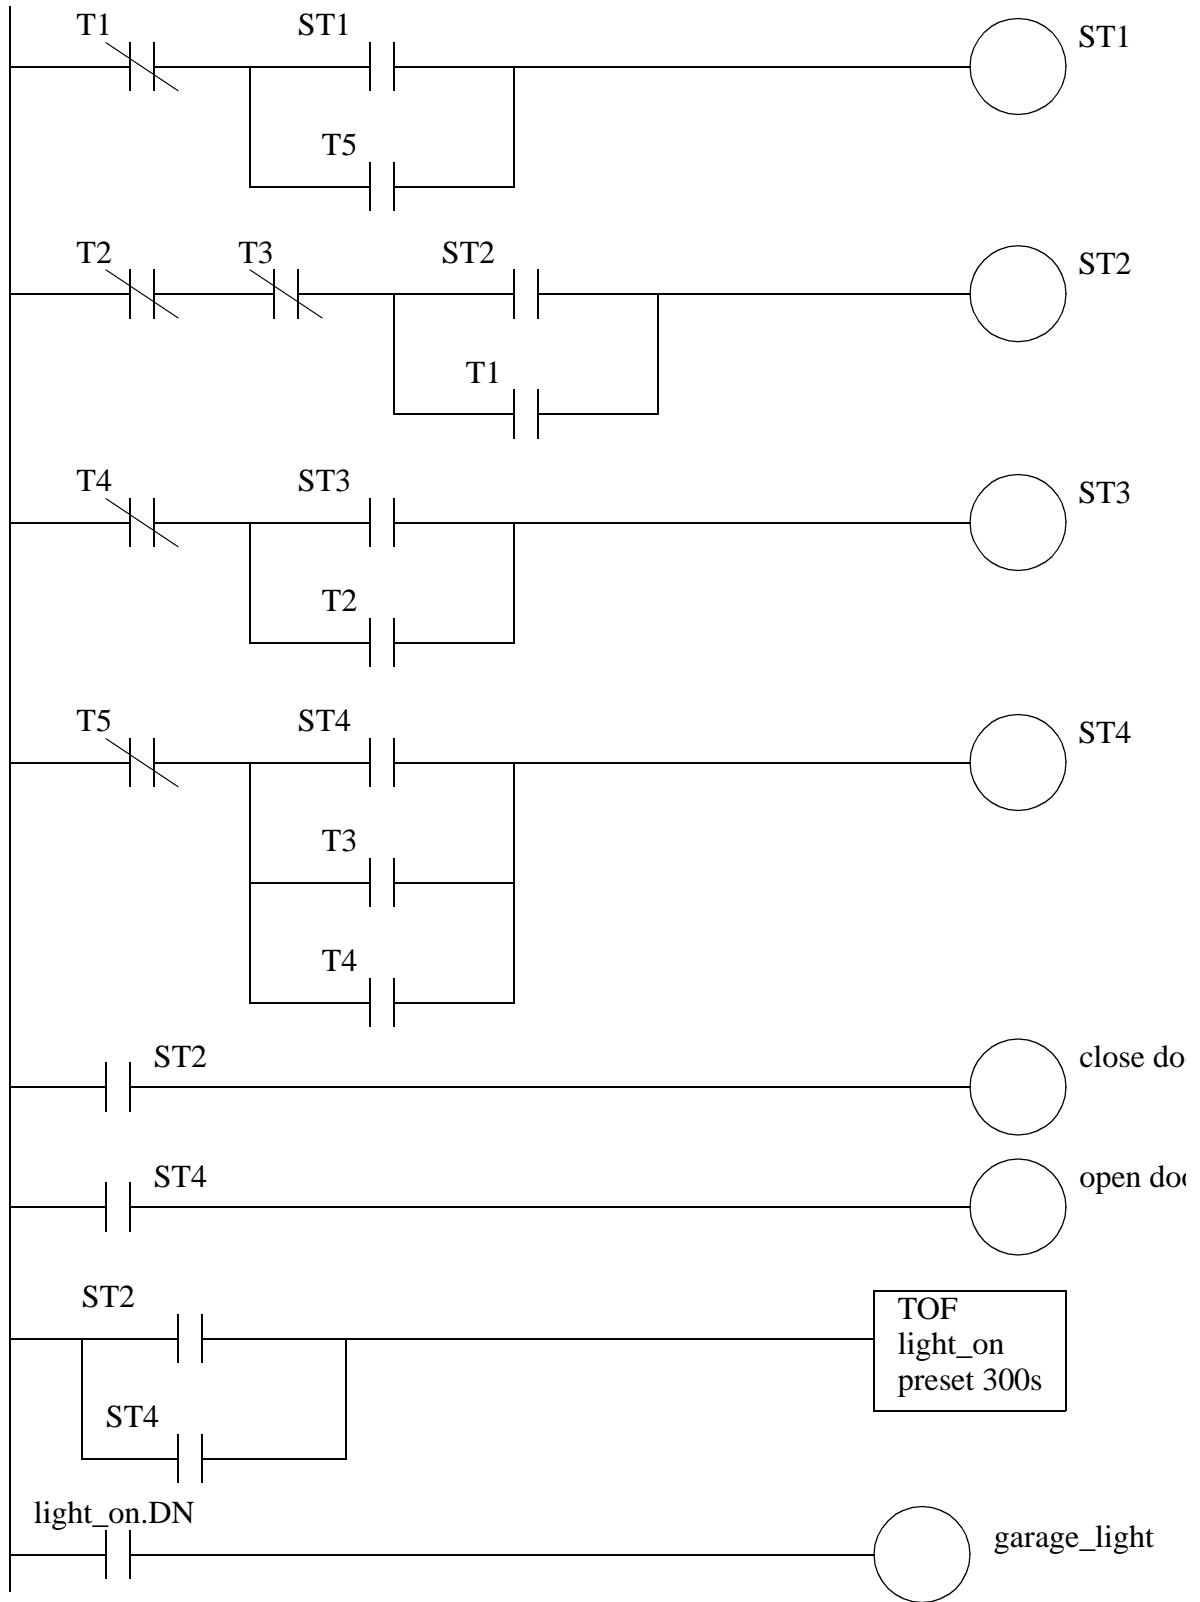 T1 ST1 ST1
T5
T2 T3 ST2 ST2
T1
T4 ST3 ST3
T2
T5 ST4 ST4
T3
T4
ST2 close do
ST4 open doo
ST2
TOF
light_on
preset 300s
ST4
light_on.DN
garage_light